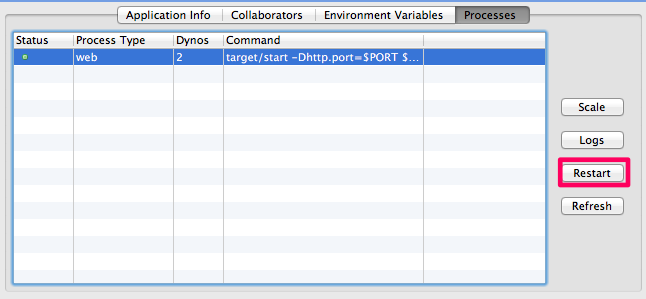 Application Info Collaborators Environment Variables Processes
Status Process Type Dynos Command
web 2 target/start -Dhttp.port=$PORT $...
Scale
Logs
Restart
Refresh